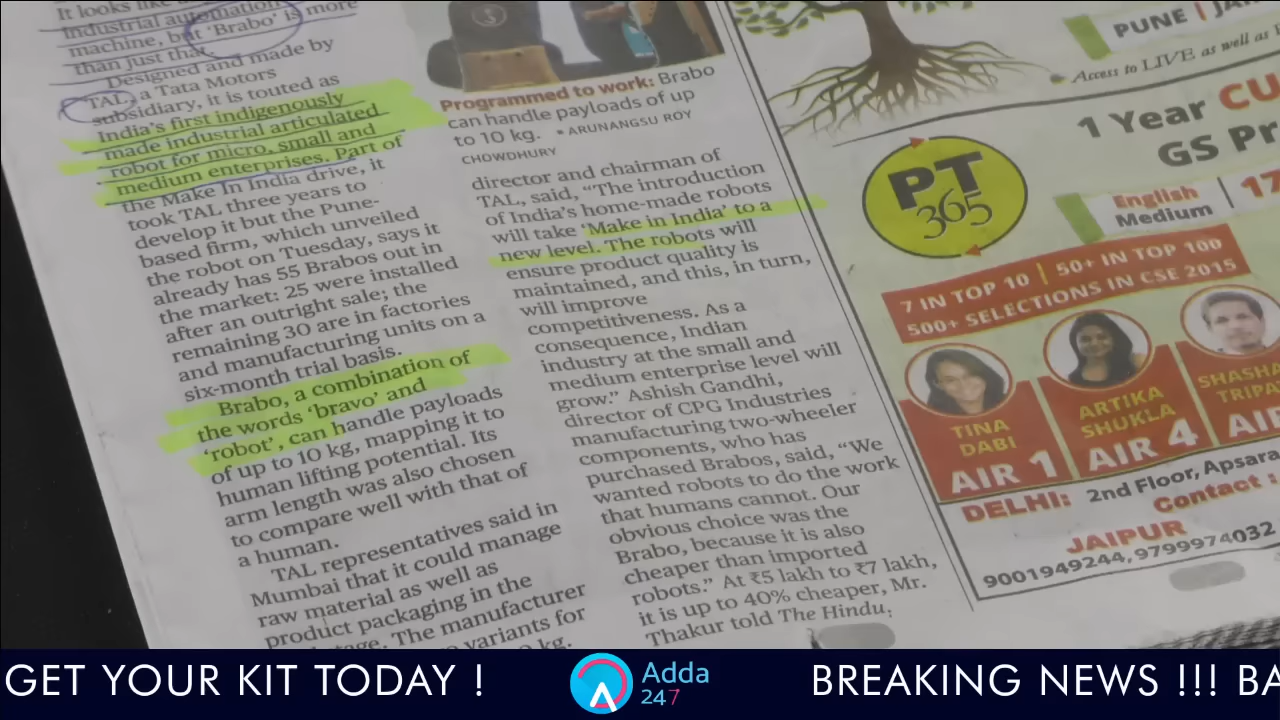 It looks like an
industrial automation
machine, but 'Brabo' is more
than just that.
Designed and made by
TAL, a Tata Motors
subsidiary, it is touted as
India's first indigenously
made industrial articulated
robot for micro, small and
medium enterprises. Part of
the Make In India drive, it
took TAL three years to
develop it but the Pune-
based firm, which unveiled
the robot on Tuesday, says it
already has 55 Brabos out in
the market: 25 were installed
after an outright sale; the
remaining 30 are in factories
and manufacturing units on a
six-month trial basis.
Brabo, a combination of
the words 'bravo' and
'robot', can handle payloads
of up to 10 kg, mapping it to
human lifting potential. Its
arm length was also chosen
to compare well with that of
a human.
TAL representatives said in
Mumbai that it could manage
raw material as well as
product packaging in the
The manufacturer
variants for
kg.
Programmed to work: Brabo
can handle payloads of up
to 10 kg. • ARUNANGSU ROY
CHOWDHURY
director and chairman of
TAL, said, "The introduction
of India's home-made robots
will take 'Make in India' to a
new level. The robots will
ensure product quality is
maintained, and this, in turn,
will improve
competitiveness. As a
consequence, Indian
industry at the small and
medium enterprise level will
grow." Ashish Gandhi,
director of CPG Industries
manufacturing two-wheeler
components, who has
purchased Brabos, said, "We
wanted robots to do the work
that humans cannot. Our
obvious choice was the
Brabo, because it is also
cheaper than imported
robots." At ₹5 lakh to ₹7 lakh,
it is up to 40% cheaper, Mr.
Thakur told The Hindu.
PUNE | JA
Access to LIVE as well as
1 Year CU
GS Pr
PT
365
English
Medium
17
7 IN TOP 10 | 50+ IN TOP 100
500+ SELECTIONS IN CSE 2015
TINA
DABI
AIR 1
ARTIKA
SHUKLA
AIR 4
SHASHA
TRIPA
AI
DELHI: 2nd Floor, Apsara
Contact :
JAIPUR
9001949244, 9799974032
GET YOUR KIT TODAY !
Adda
247
BREAKING NEWS !!! BA